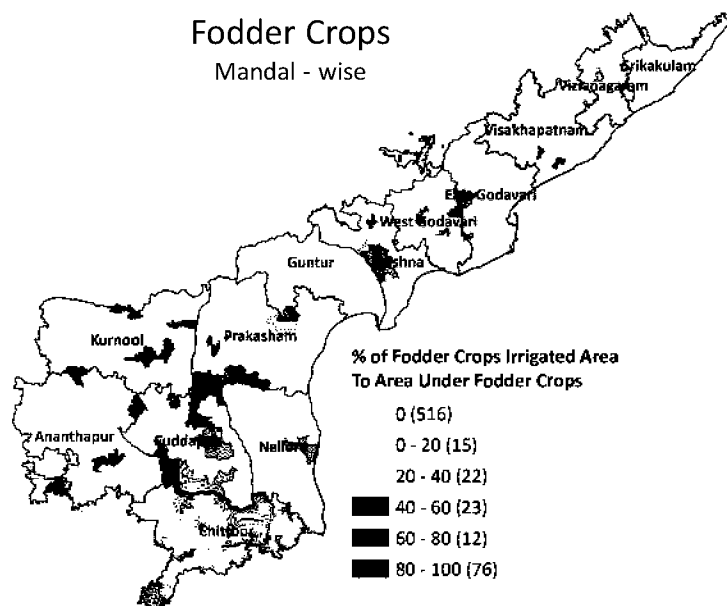 Fodder Crops
Mandal - wise
Srikakulam
Vizianagaram
Visakhapatnam
East Godavari
West Godavari
Krishna
Guntur
Prakasham
Kurnool
% of Fodder Crops Irrigated Area
To Area Under Fodder Crops
0 (516)
0 - 20 (15)
20 - 40 (22)
40 - 60 (23)
60 - 80 (12)
80 - 100 (76)
Ananthapur
Cuddapah
Nellore
Chittoor